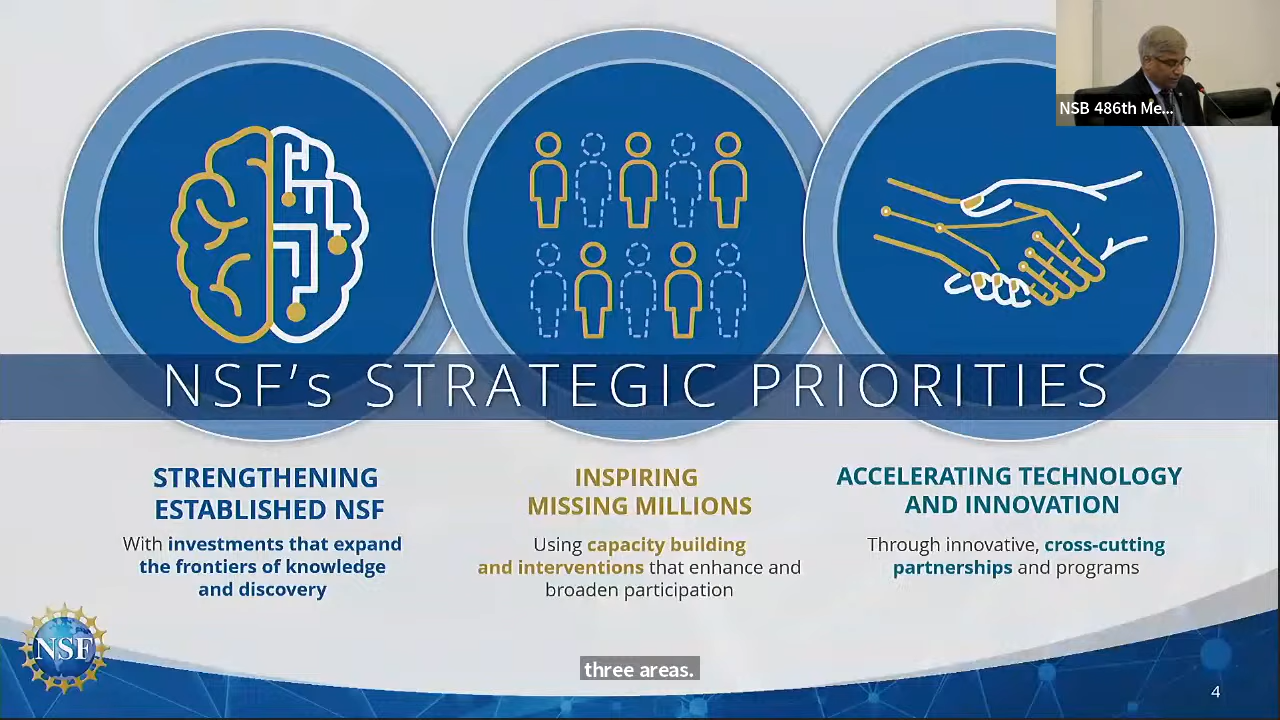 NSB 486th Me...
NSF's STRATEGIC PRIORITIES
STRENGTHENING
ESTABLISHED NSF
With investments that expand
the frontiers of knowledge
and discovery
INSPIRING
MISSING MILLIONS
Using capacity building
and interventions that enhance and
broaden participation
ACCELERATING TECHNOLOGY
AND INNOVATION
Through innovative, cross-cutting
partnerships and programs
NSF
three areas.
4